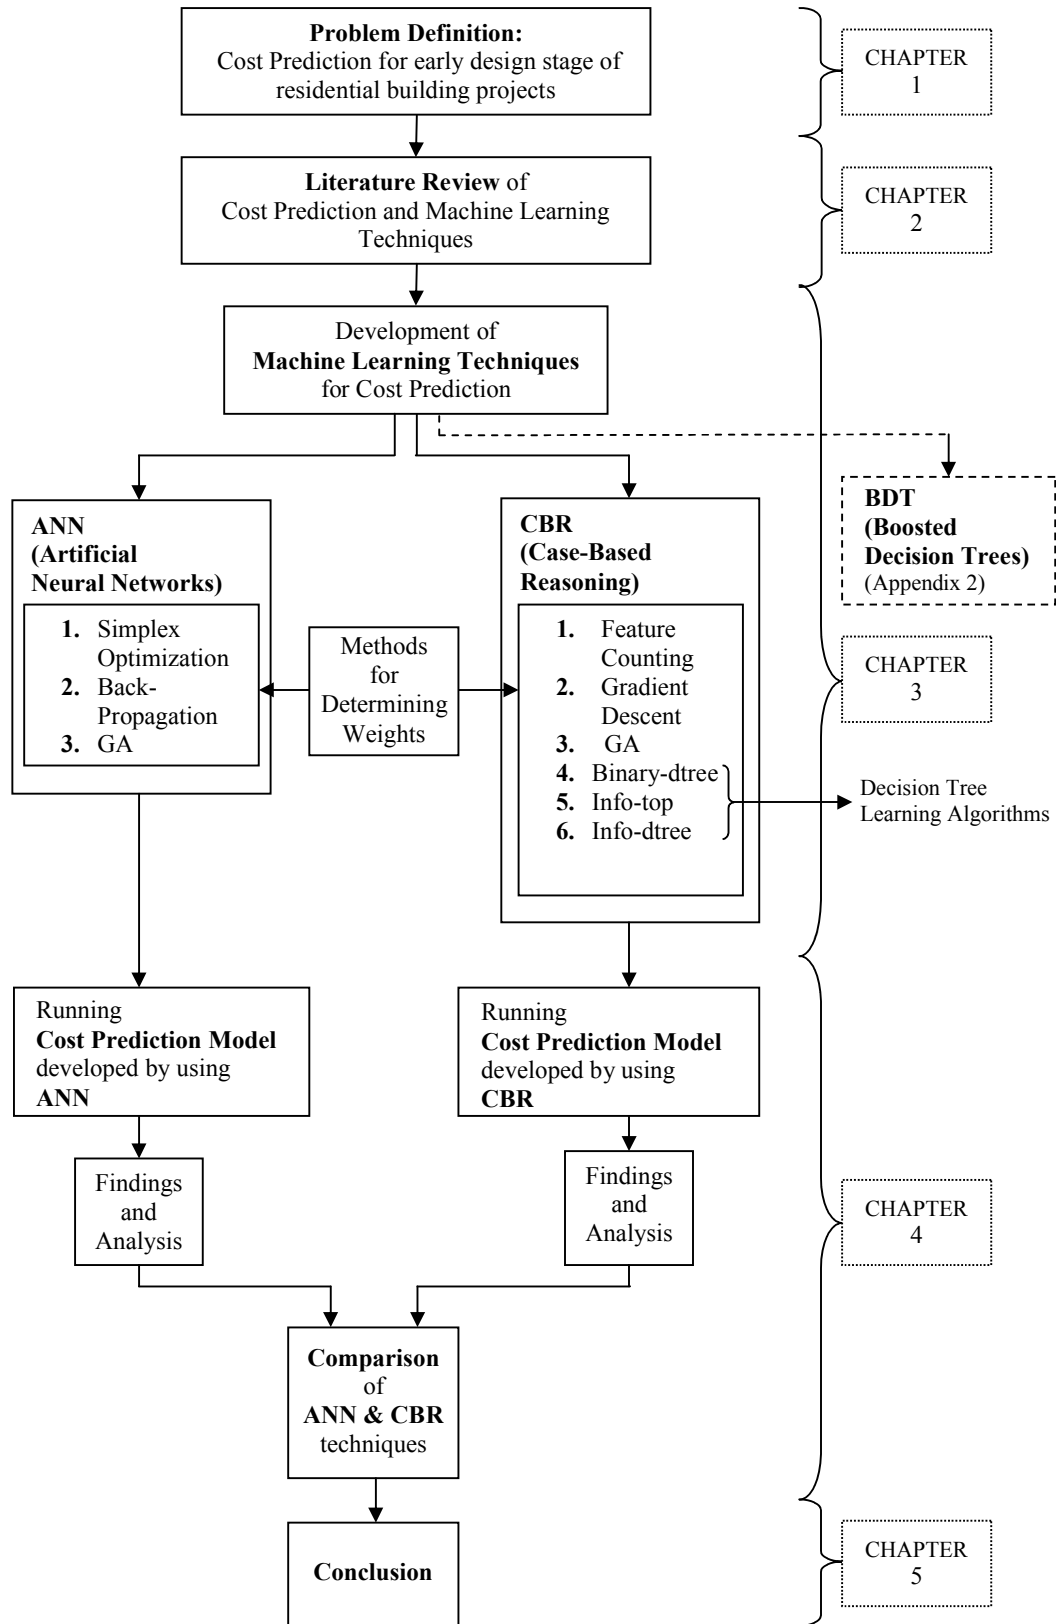 Problem Definition:
Cost Prediction for early design stage of
residential building projects
CHAPTER
1
Literature Review of
Cost Prediction and Machine Learning
Techniques
CHAPTER
2
Development of
Machine Learning Techniques
for Cost Prediction
ANN
(Artificial
Neural Networks)
1. Simplex
Optimization
2. Back-
Propagation
3. GA
Methods
for
Determining
Weights
CBR
(Case-Based
Reasoning)
1. Feature
Counting
2. Gradient
Descent
3. GA
4. Binary-dtree
5. Info-top
6. Info-dtree
BDT
(Boosted
Decision Trees)
(Appendix 2)
CHAPTER
3
Decision Tree
Learning Algorithms
Running
Cost Prediction Model
developed by using
ANN
Running
Cost Prediction Model
developed by using
CBR
Findings
and
Analysis
Findings
and
Analysis
CHAPTER
4
Comparison
of
ANN & CBR
techniques
Conclusion
CHAPTER
5